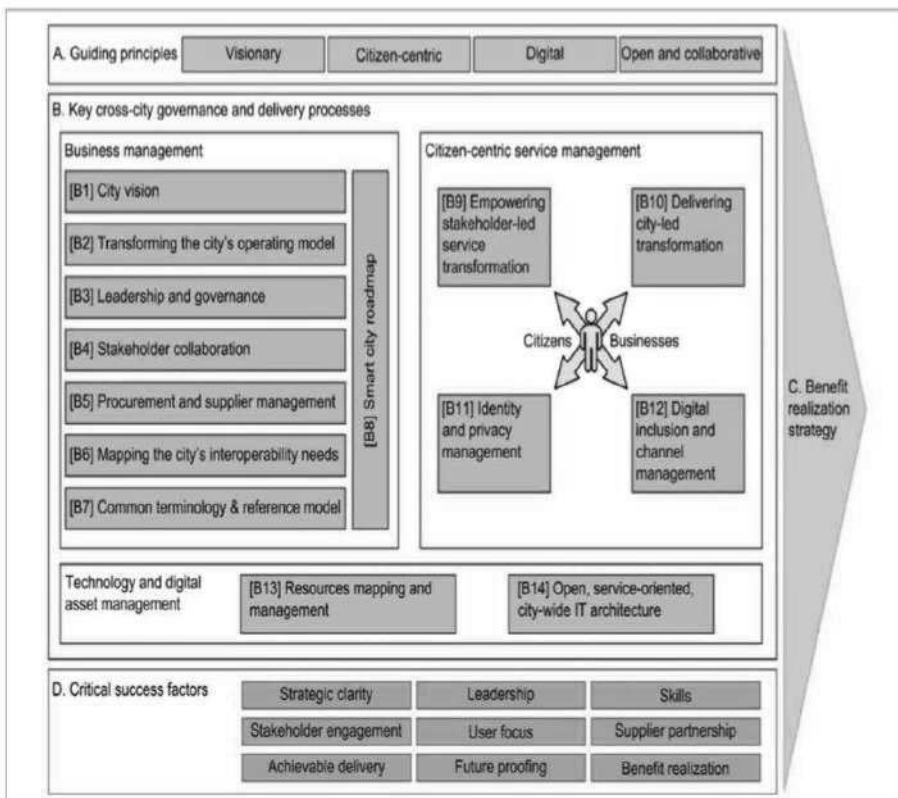 A. Guiding principles
Visionary
Citizen-centric
Digital
Open and collaborative
B. Key cross-city governance and delivery processes
Business management
[B1] City vision
[B2] Transforming the city's operating model
[B3] Leadership and governance
[B4] Stakeholder collaboration
[B5] Procurement and supplier management
[B6] Mapping the city's interoperability needs
[B7] Common terminology & reference model
[B8] Smart city roadmap
Citizen-centric service management
[B9] Empowering
stakeholder-led
service
transformation
[B10] Delivering
city-led
transformation
Citizens
Businesses
[B11] Identity
and privacy
management
[B12] Digital
inclusion and
channel
management
Technology and digital
asset management
[B13] Resources mapping and
management
[B14] Open, service-oriented,
city-wide IT architecture
C. Benefit
realization
strategy
D. Critical success factors
Strategic clarity
Leadership
Skills
Stakeholder engagement
User focus
Supplier partnership
Achievable delivery
Future proofing
Benefit realization